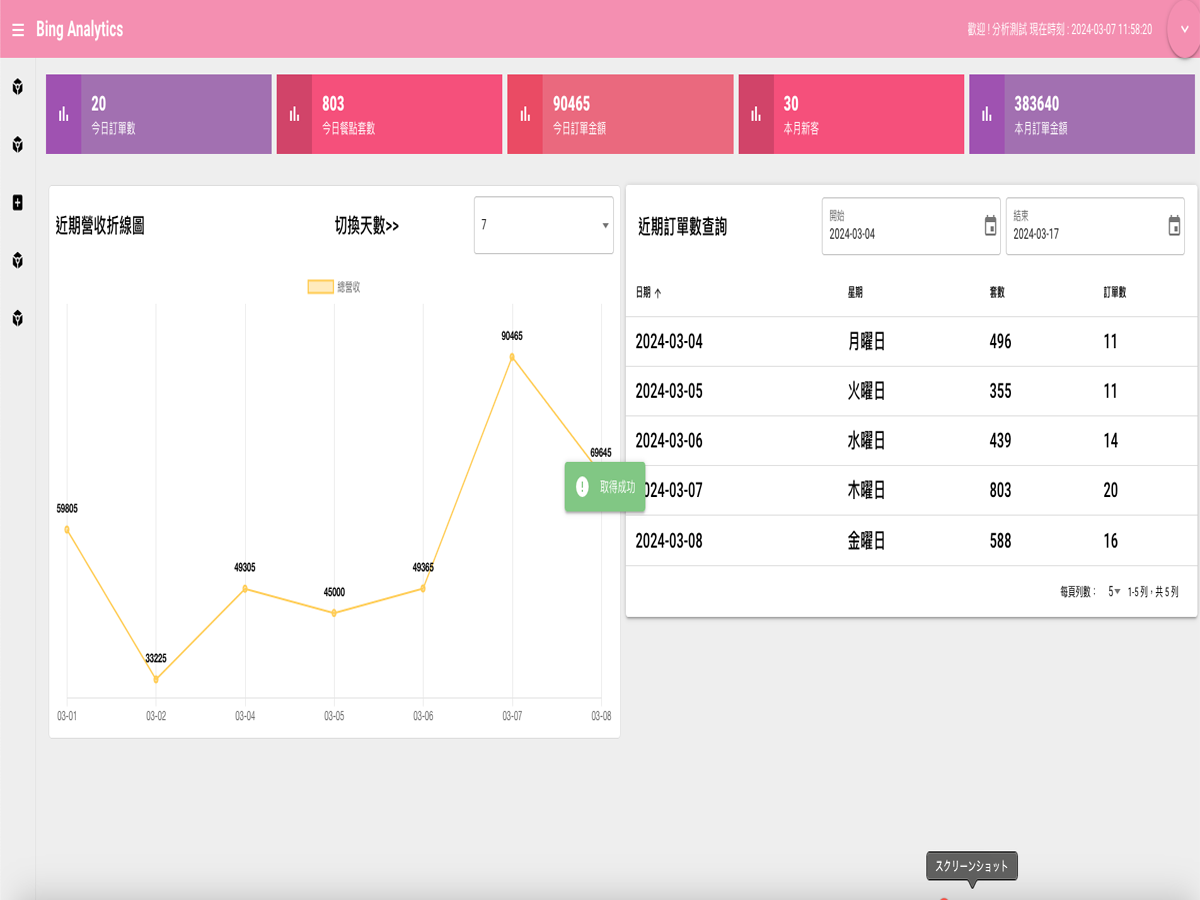 Bing Analytics
歡迎 ! 分析測試 現在時刻 : 2024-03-07 11:58:20
20
今日訂單數
803
今日餐點套數
90465
今日訂單金額
30
本月新客
383640
本月訂單金額
近期營收折線圖
切換天數>>
7
總營收
90465
69645
59805
49305
45000
49365
33225
03-01
03-02
03-04
03-05
03-06
03-07
03-08
取得成功
近期訂單數查詢
開始
2024-03-04
結束
2024-03-17
日期 ↑ 星期 套數 訂單數
2024-03-04 月曜日 496 11
2024-03-05 火曜日 355 11
2024-03-06 水曜日 439 14
024-03-07 木曜日 803 20
2024-03-08 金曜日 588 16
每頁列數： 5 1-5 列，共 5 列
スクリーンショット